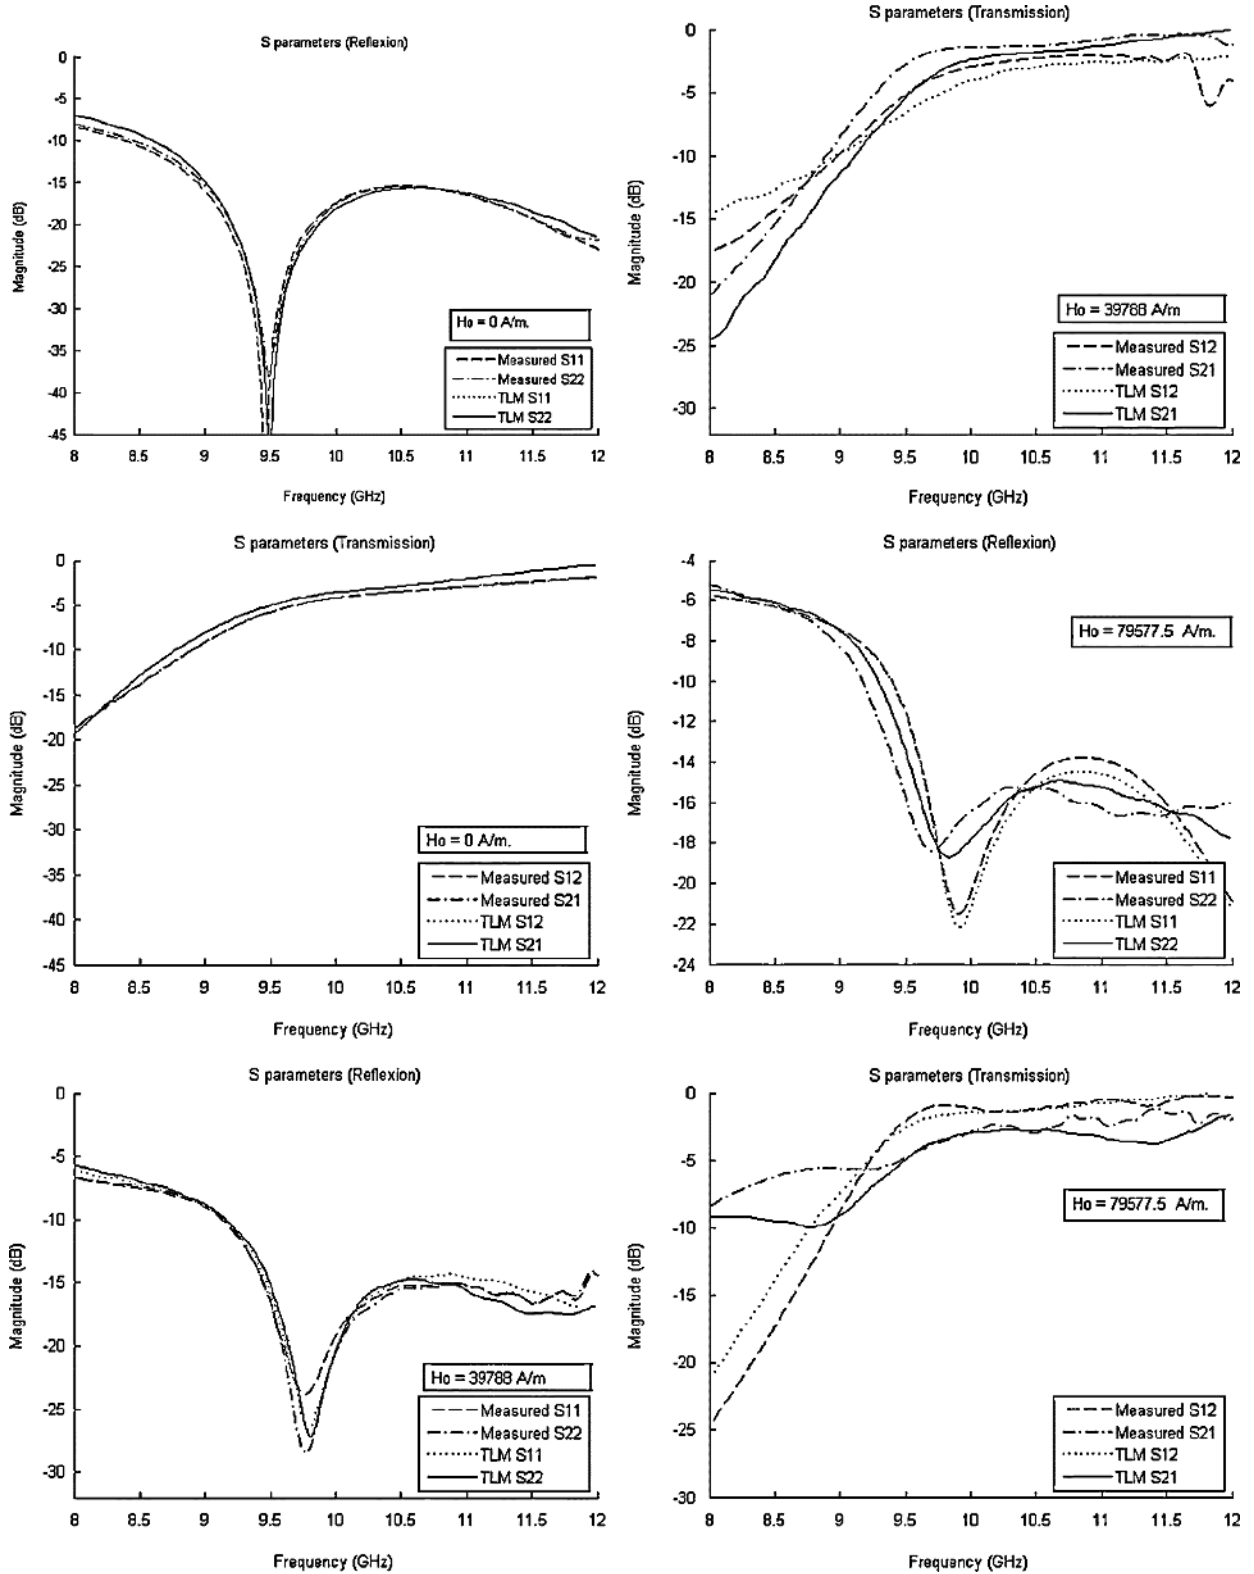 S parameters (Reflexion)
0
-5
-10
-15
-20
-25
-30
-35
-40
-45
Magnitude (dB)
Ho = 0 A/m.
Measured S11
Measured S22
TLM S11
TLM S22
8 8.5 9 9.5 10 10.5 11 11.5 12
Frequency (GHz)
S parameters (Transmission)
0
-5
-10
-15
-20
-25
-30
Magnitude (dB)
Ho = 39788 A/m
Measured S12
Measured S21
TLM S12
TLM S21
8 8.5 9 9.5 10 10.5 11 11.5 12
Frequency (GHz)
S parameters (Transmission)
0
-5
-10
-15
-20
-25
-30
-35
-40
-45
Magnitude (dB)
Ho = 0 A/m.
Measured S12
Measured S21
TLM S12
TLM S21
8 8.5 9 9.5 10 10.5 11 11.5 12
Frequency (GHz)
S parameters (Reflexion)
-4
-6
-8
-10
-12
-14
-16
-18
-20
-22
-24
Magnitude (dB)
Ho = 79577.5 A/m.
Measured S11
Measured S22
TLM S11
TLM S22
8 8.5 9 9.5 10 10.5 11 11.5 12
Frequency (GHz)
S parameters (Reflexion)
0
-5
-10
-15
-20
-25
-30
Magnitude (dB)
Ho = 39788 A/m
Measured S11
Measured S22
TLM S11
TLM S22
8 8.5 9 9.5 10 10.5 11 11.5 12
Frequency (GHz)
S parameters (Transmission)
0
-5
-10
-15
-20
-25
-30
Magnitude (dB)
Ho = 79577.5 A/m.
Measured S12
Measured S21
TLM S12
TLM S21
8 8.5 9 9.5 10 10.5 11 11.5 12
Frequency (GHz)